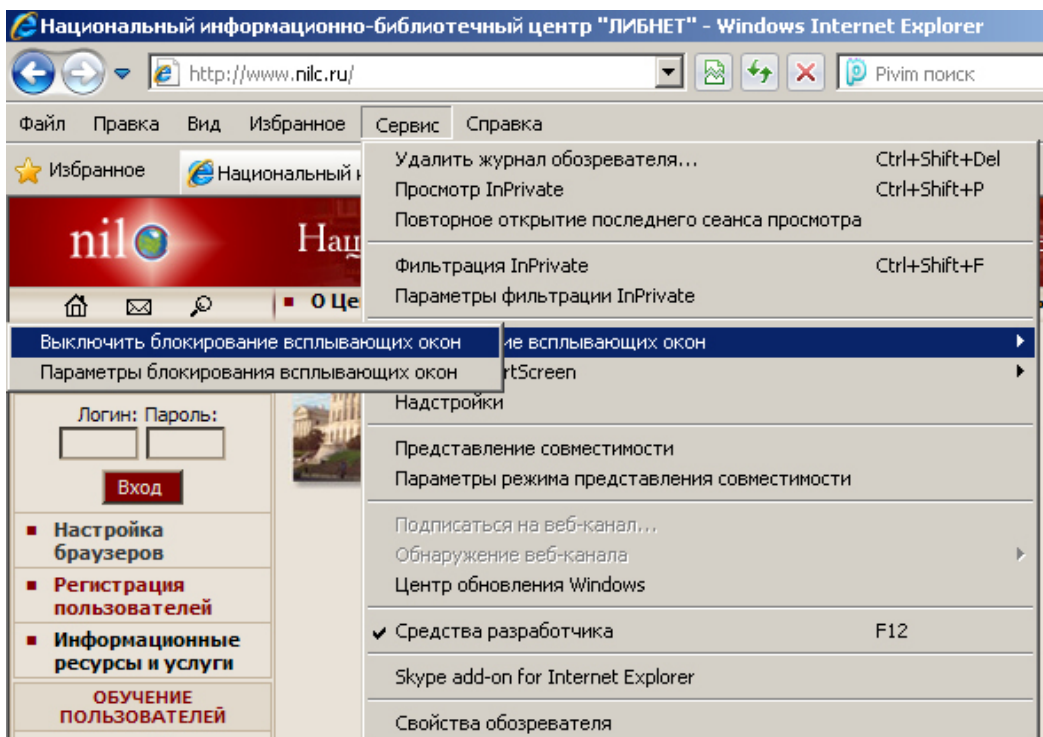 Национальный информационно-библиотечный центр "ЛИБНЕТ" - Windows Internet Explorer
http://www.nilc.ru/
Pivim поиск
Файл Правка Вид Избранное Сервис Справка
Избранное
Национальный
Удалить журнал обозревателя... Ctrl+Shift+Del
Просмотр InPrivate Ctrl+Shift+P
Повторное открытие последнего сеанса просмотра
Фильтрация InPrivate Ctrl+Shift+F
Параметры фильтрации InPrivate
nilc
Нац
О Це
Выключить блокирование всплывающих окон
ие всплывающих окон
Параметры блокирования всплывающих окон
rtScreen
Надстройки
Представление совместимости
Параметры режима представления совместимости
Подписаться на веб-канал...
Обнаружение веб-канала
Центр обновления Windows
Средства разработчика F12
Skype add-on for Internet Explorer
Свойства обозревателя
Логин: Пароль:
Вход
Настройка
браузеров
Регистрация
пользователей
Информационные
ресурсы и услуги
ОБУЧЕНИЕ
ПОЛЬЗОВАТЕЛЕЙ